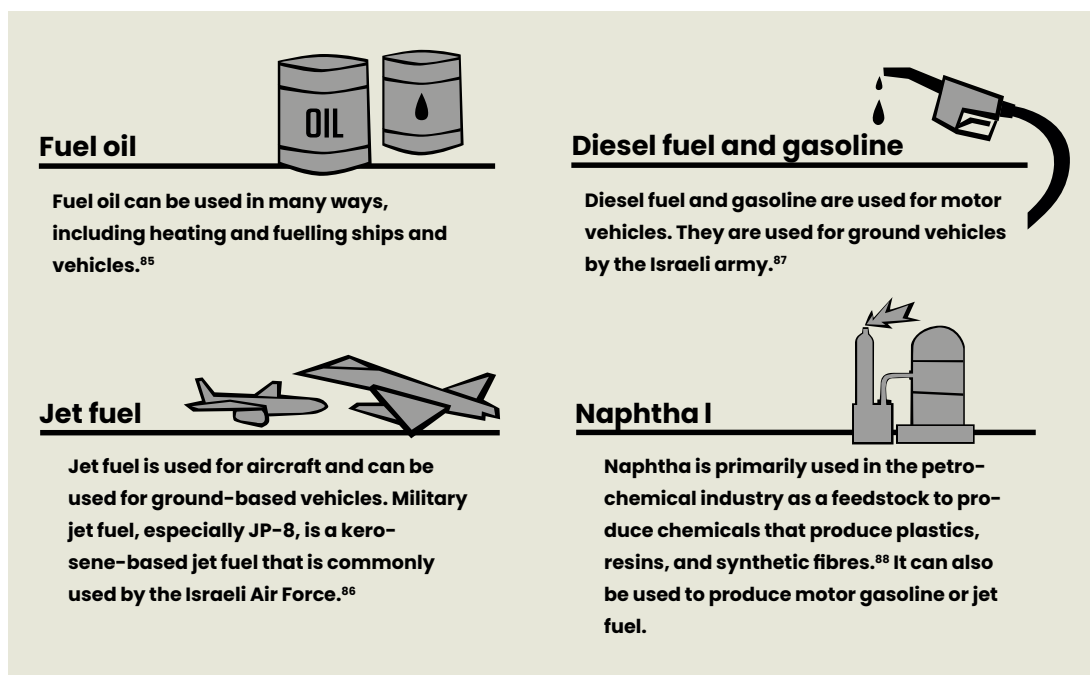 OIL
Fuel oil
Fuel oil can be used in many ways,
including heating and fuelling ships and
vehicles.⁸⁵
Diesel fuel and gasoline
Diesel fuel and gasoline are used for motor
vehicles. They are used for ground vehicles
by the Israeli army.⁸⁷
Jet fuel
Jet fuel is used for aircraft and can be
used for ground-based vehicles. Military
jet fuel, especially JP-8, is a kero-
sene-based jet fuel that is commonly
used by the Israeli Air Force.⁸⁶
Naphtha l
Naphtha is primarily used in the petro-
chemical industry as a feedstock to pro-
duce chemicals that produce plastics,
resins, and synthetic fibres.⁸⁸ It can also
be used to produce motor gasoline or jet
fuel.